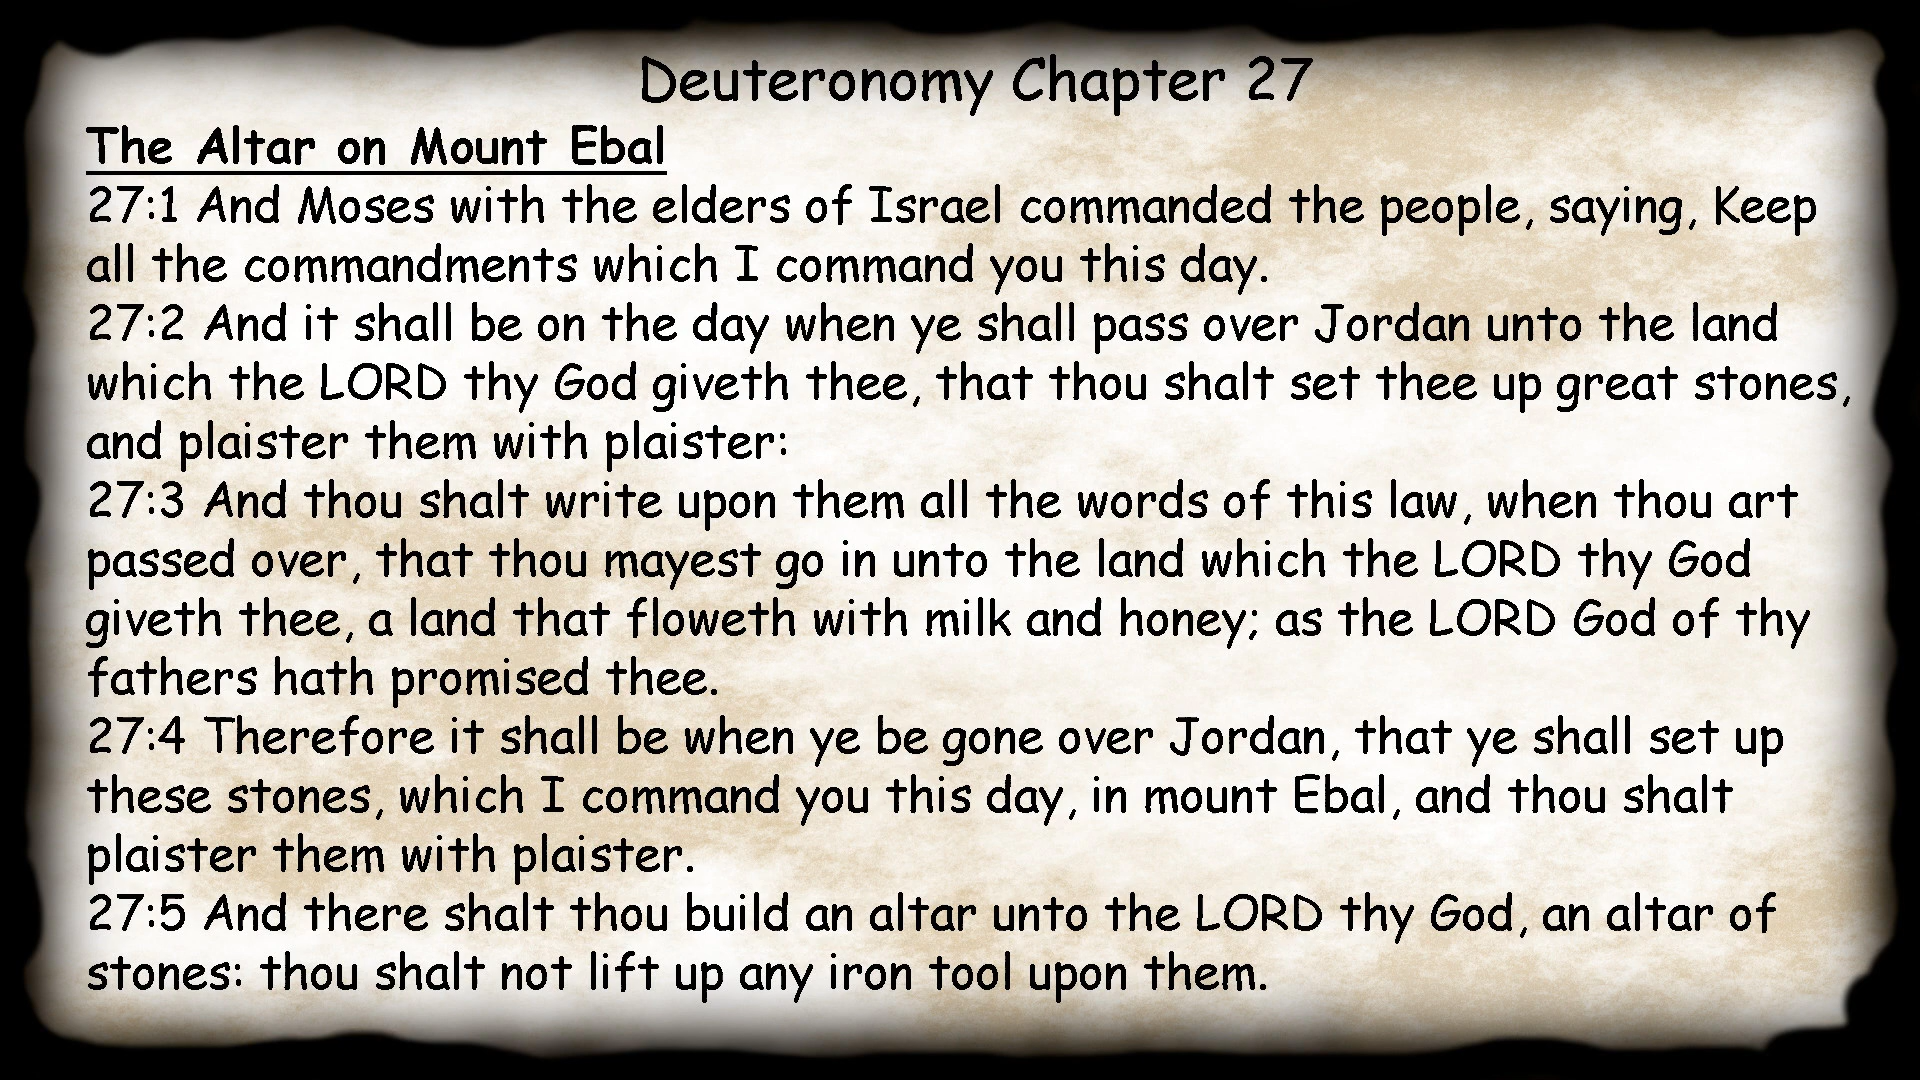 Deuteronomy Chapter 27
The Altar on Mount Ebal
27:1 And Moses with the elders of Israel commanded the people, saying, Keep
all the commandments which I command you this day.
27:2 And it shall be on the day when ye shall pass over Jordan unto the land
which the LORD thy God giveth thee, that thou shalt set thee up great stones,
and plaister them with plaister:
27:3 And thou shalt write upon them all the words of this law, when thou art
passed over, that thou mayest go in unto the land which the LORD thy God
giveth thee, a land that floweth with milk and honey; as the LORD God of thy
fathers hath promised thee.
27:4 Therefore it shall be when ye be gone over Jordan, that ye shall set up
these stones, which I command you this day, in mount Ebal, and thou shalt
plaister them with plaister.
27:5 And there shalt thou build an altar unto the LORD thy God, an altar of
stones: thou shalt not lift up any iron tool upon them.